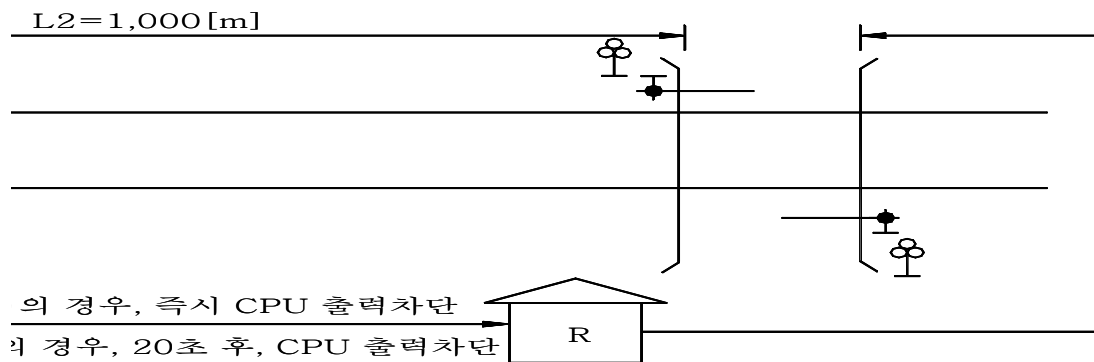 L2=1,000[m]
의 경우, 즉시 CPU 출력차단
의 경우, 20초 후, CPU 출력차단
R